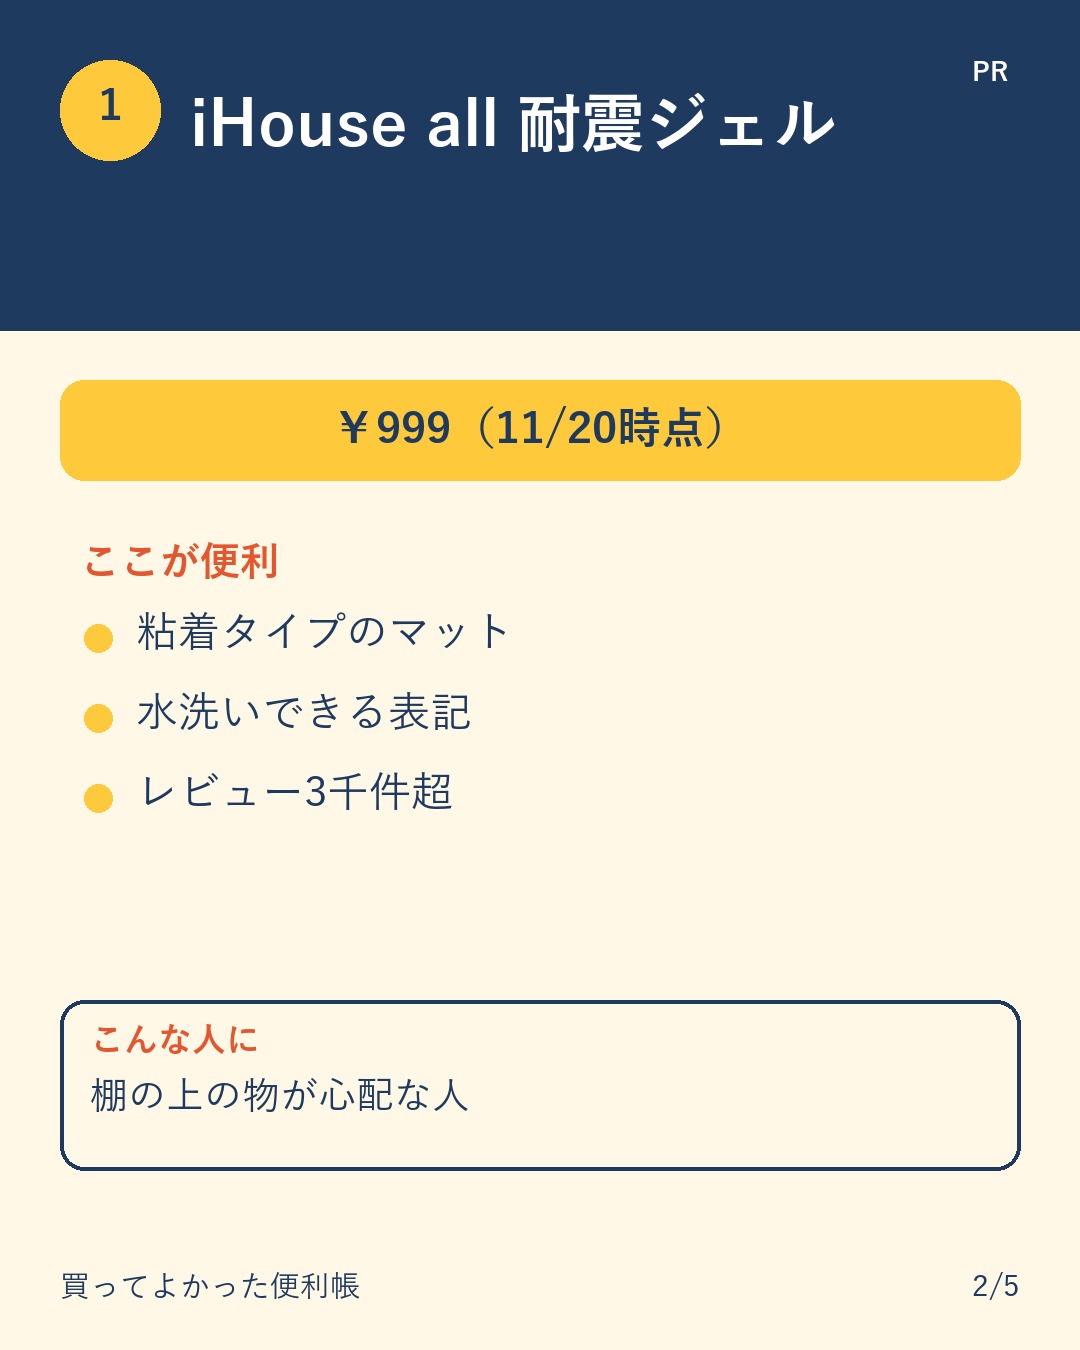 PR
1
iHouse all 耐震ジェル
￥999（11/20時点）
ここが便利
粘着タイプのマット
水洗いできる表記
レビュー3千件超
こんな人に
棚の上の物が心配な人
買ってよかった便利帳
2/5